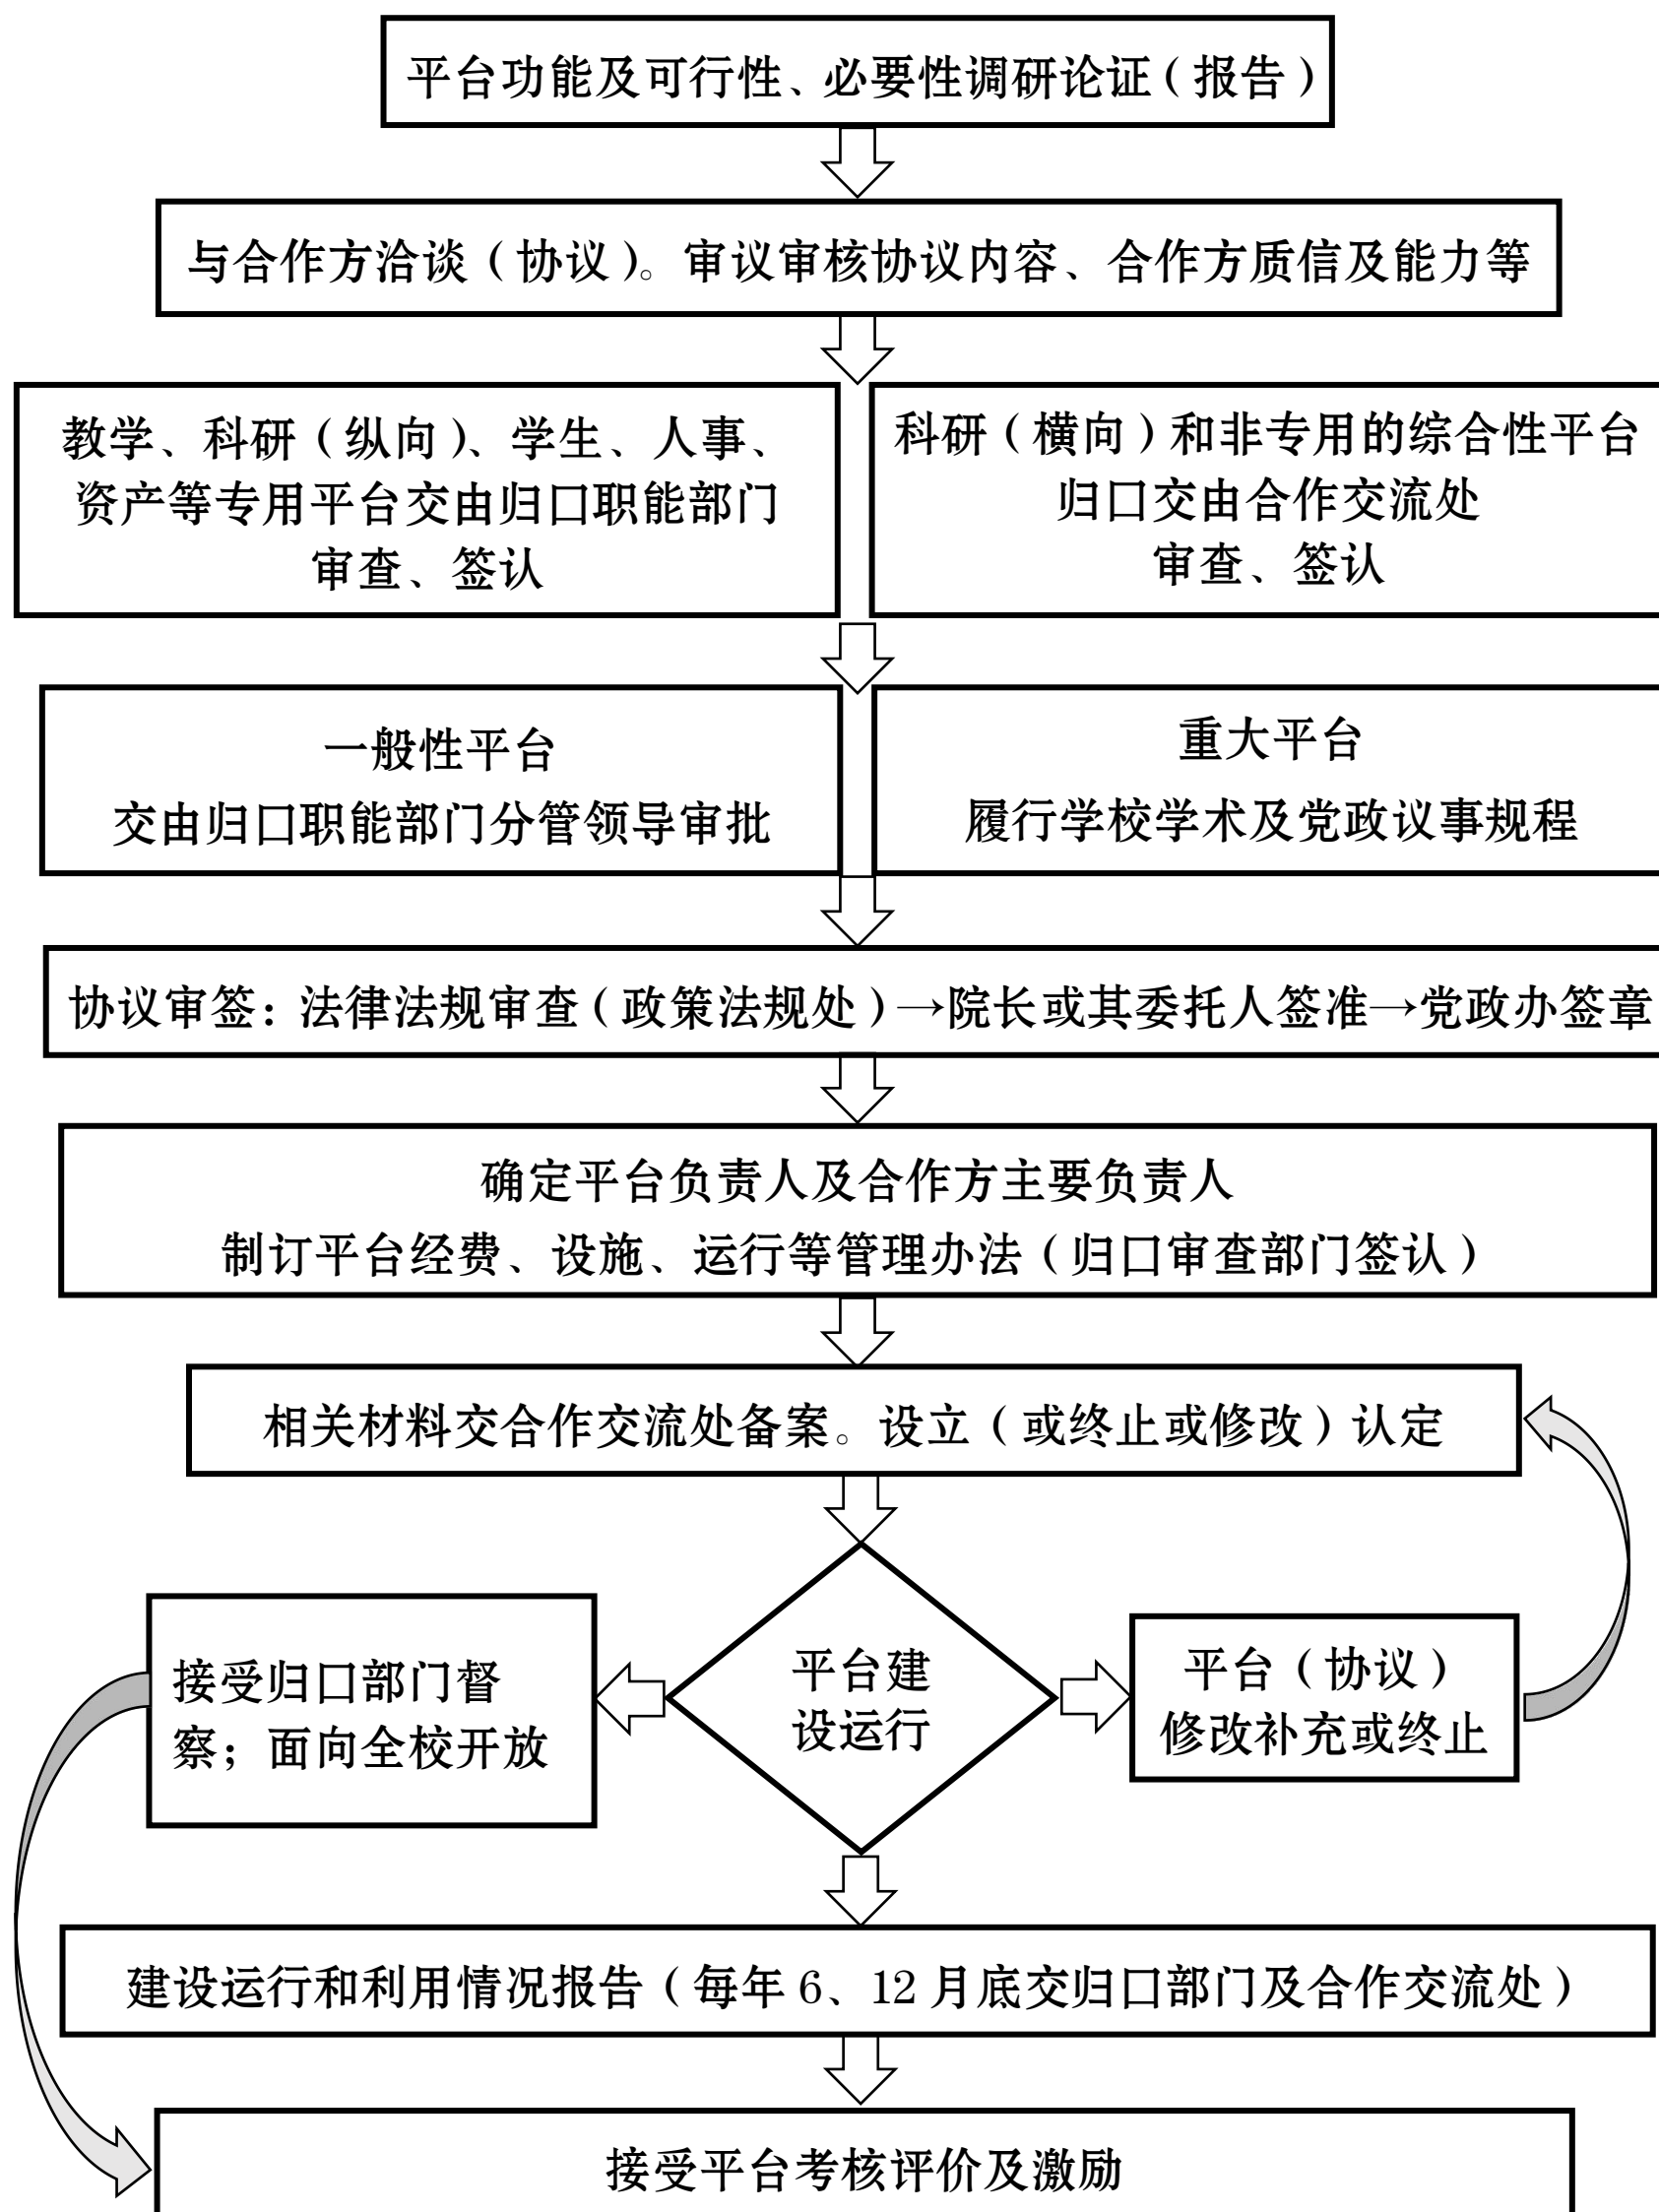 平台功能及可行性、必要性调研论证（报告）
与合作方洽谈（协议）。审议审核协议内容、合作方质信及能力等
教学、科研（纵向）、学生、人事、
资产等专用平台交由归口职能部门
审查、签认
科研（横向）和非专用的综合性平台
归口交由合作交流处
审查、签认
一般性平台
交由归口职能部门分管领导审批
重大平台
履行学校学术及党政议事规程
协议审签：法律法规审查（政策法规处）→院长或其委托人签准→党政办签章
确定平台负责人及合作方主要负责人
制订平台经费、设施、运行等管理办法（归口审查部门签认）
相关材料交合作交流处备案。设立（或终止或修改）认定
接受归口部门督
察；面向全校开放
平台建
设运行
平台（协议）
修改补充或终止
建设运行和利用情况报告（每年 6、12 月底交归口部门及合作交流处）
接受平台考核评价及激励